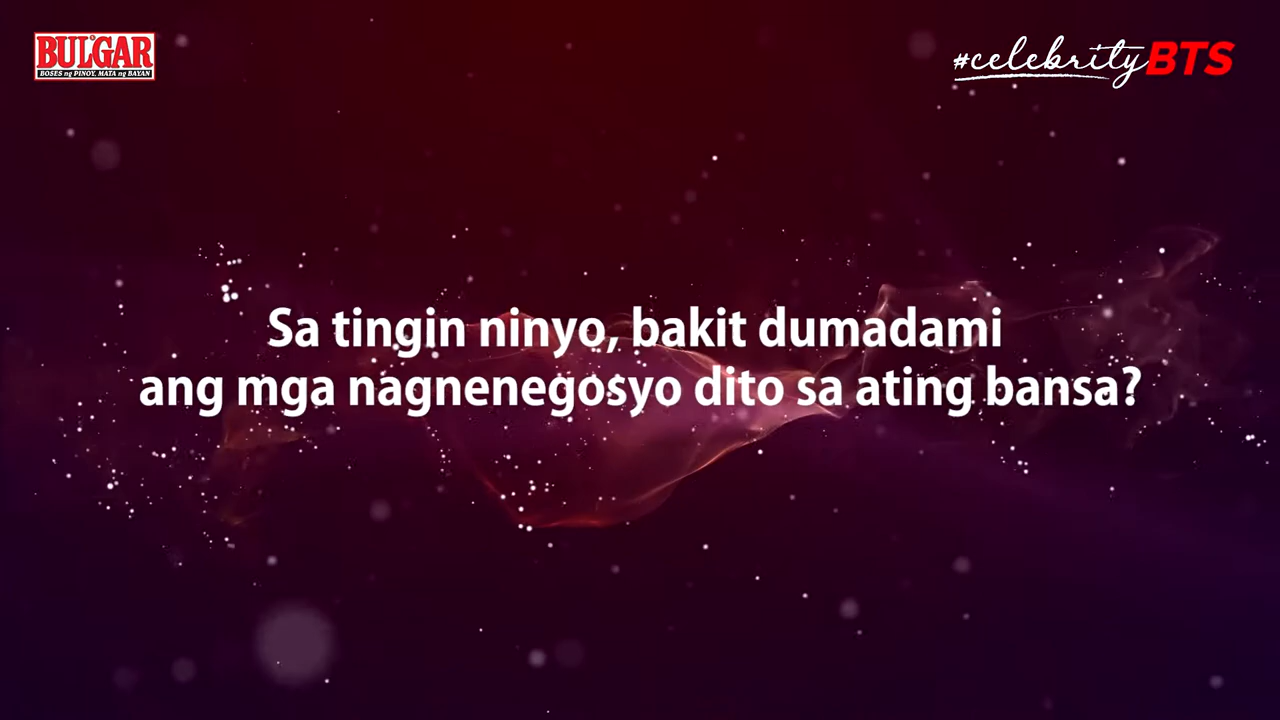 BULGAR
BOSES ng PINOY, MATA ng BAYAN
#celebrityBTS
Sa tingin ninyo, bakit dumadami
ang mga nagnenegosyo dito sa ating bansa?